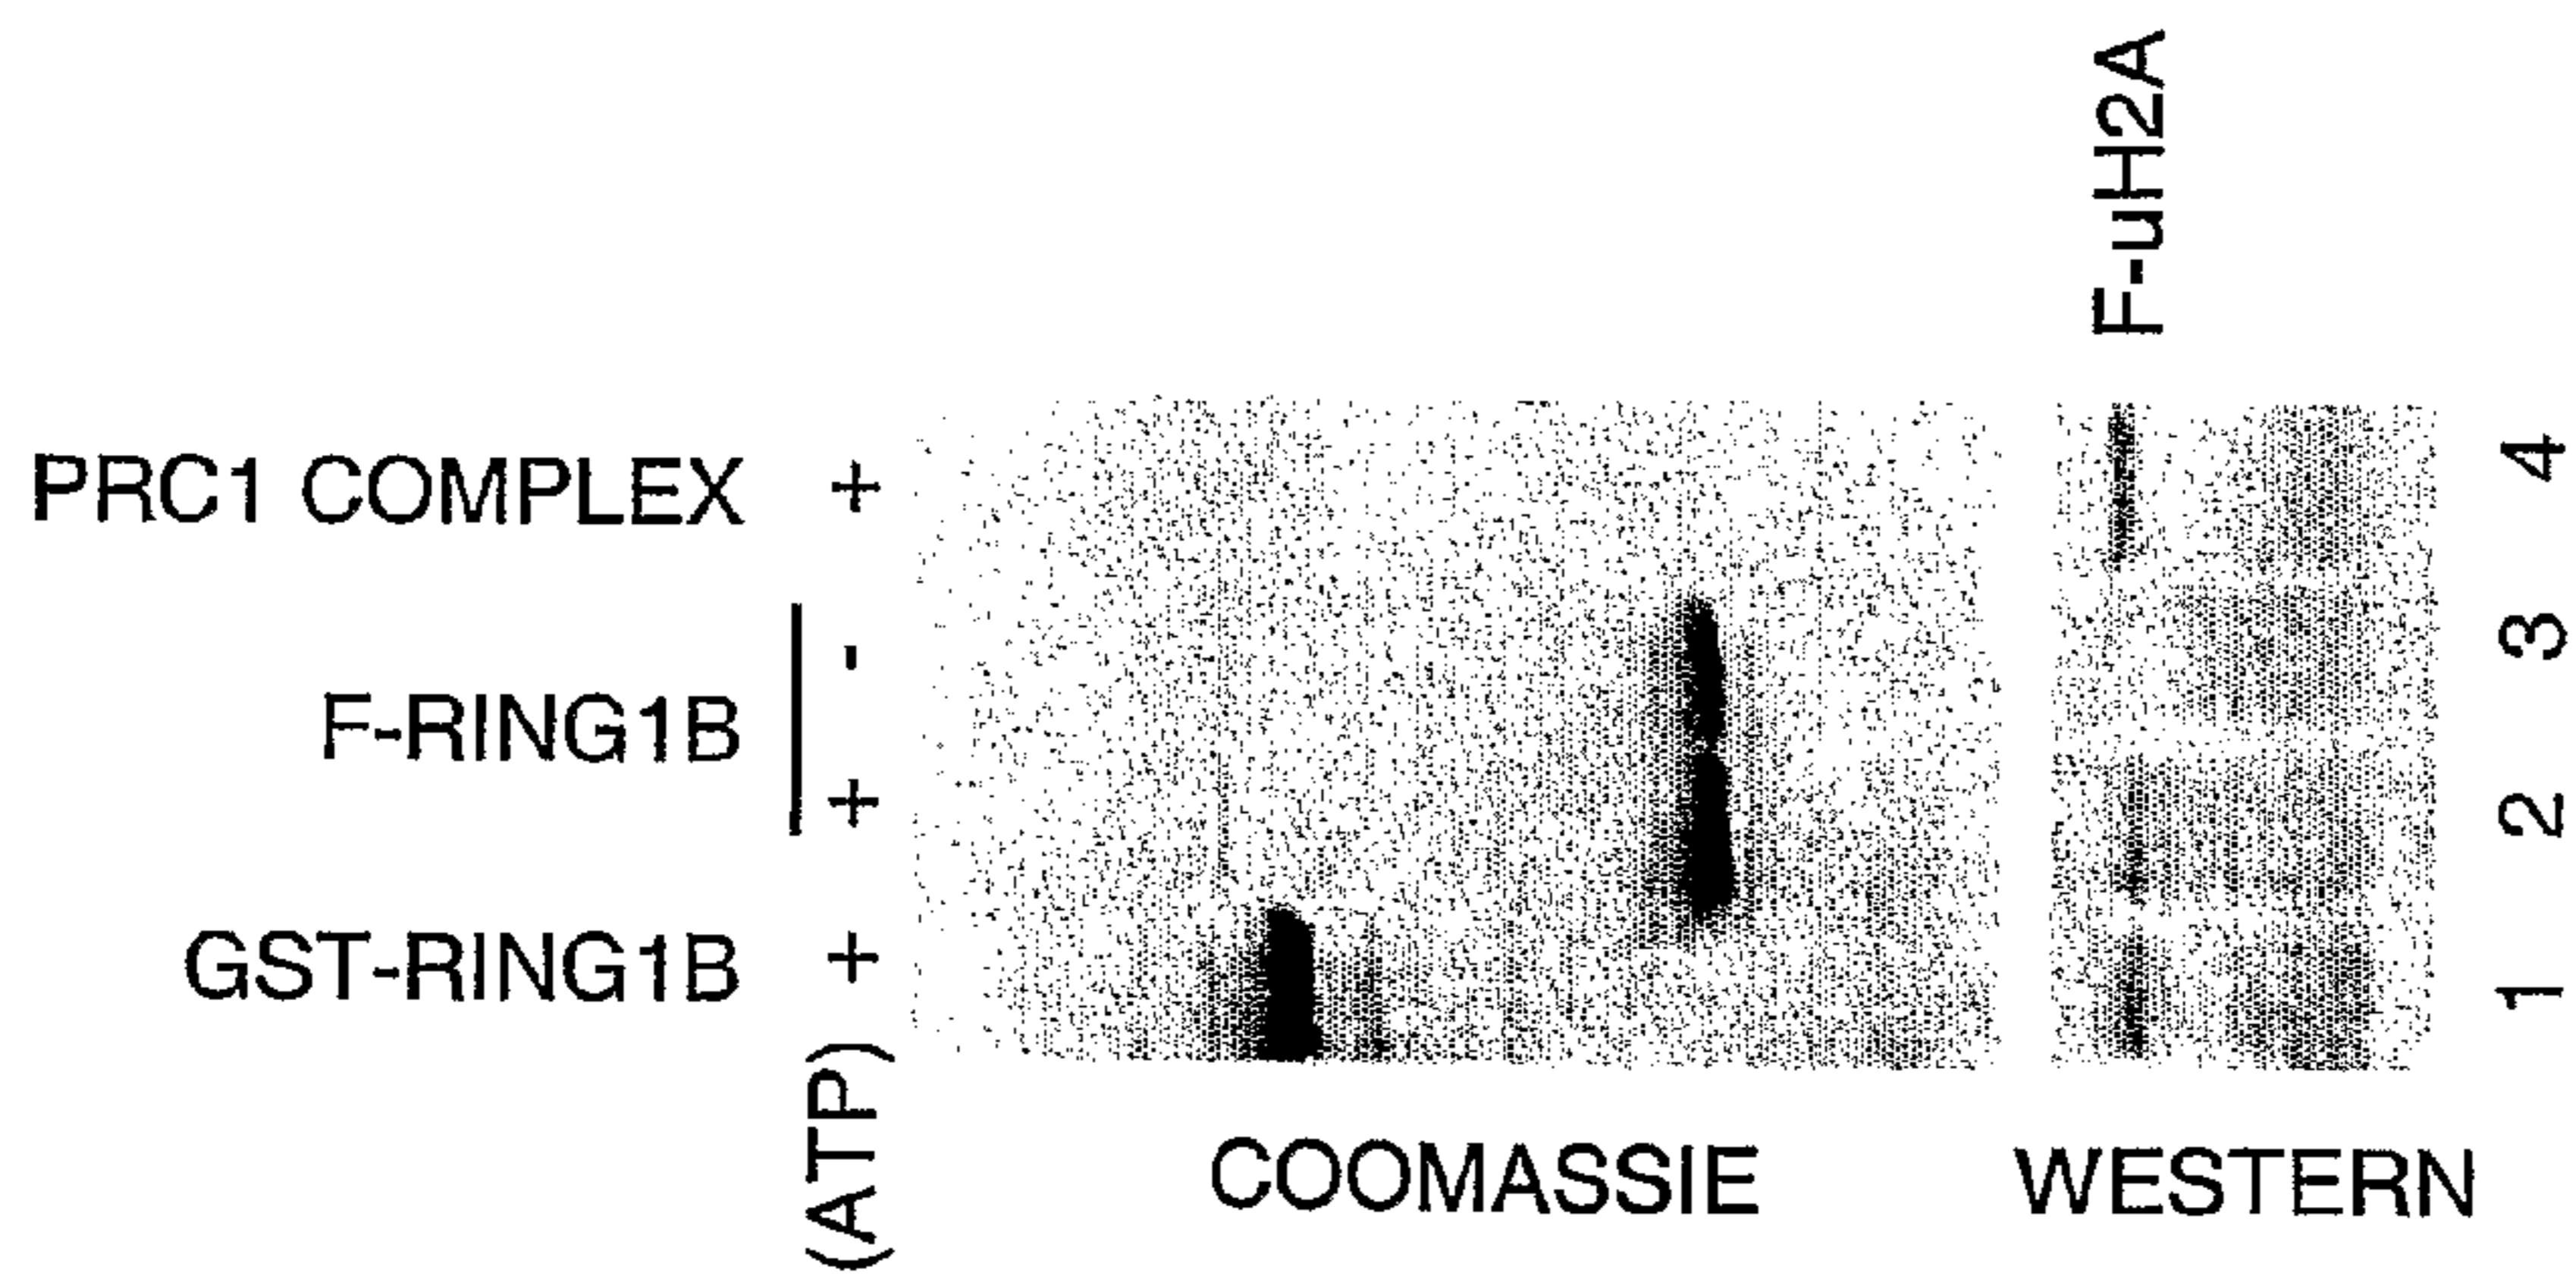 F-uH2A
PRC1 COMPLEX +
F-RING1B -
+
GST-RING1B +
(ATP)
4
3
2
1
COOMASSIE
WESTERN